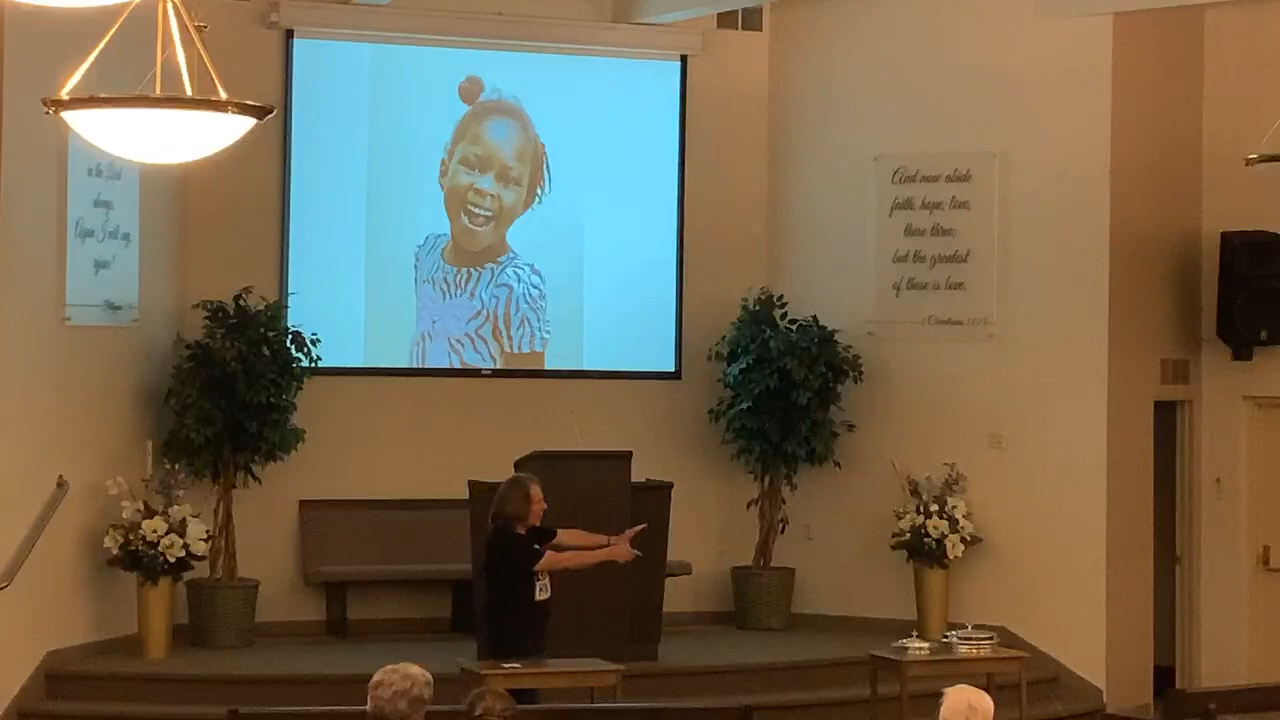 in the Lord
always.
Again I will say,
rejoice!
And now abide
faith, hope, love,
these three;
but the greatest
of these is love.